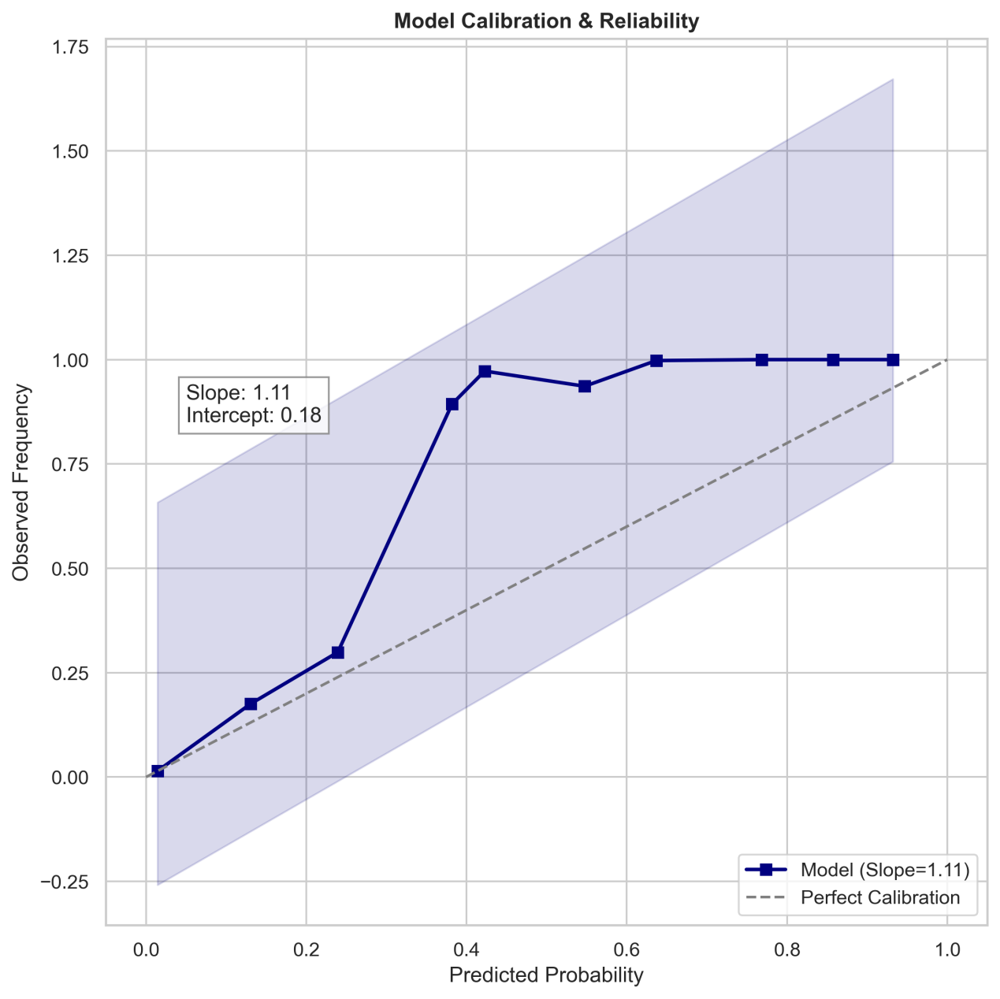 Model Calibration & Reliability
1.75
1.50
1.25
1.00
0.75
0.50
0.25
0.00
−0.25
Observed Frequency
Slope: 1.11
Intercept: 0.18
Model (Slope=1.11)
Perfect Calibration
0.0 0.2 0.4 0.6 0.8 1.0
Predicted Probability